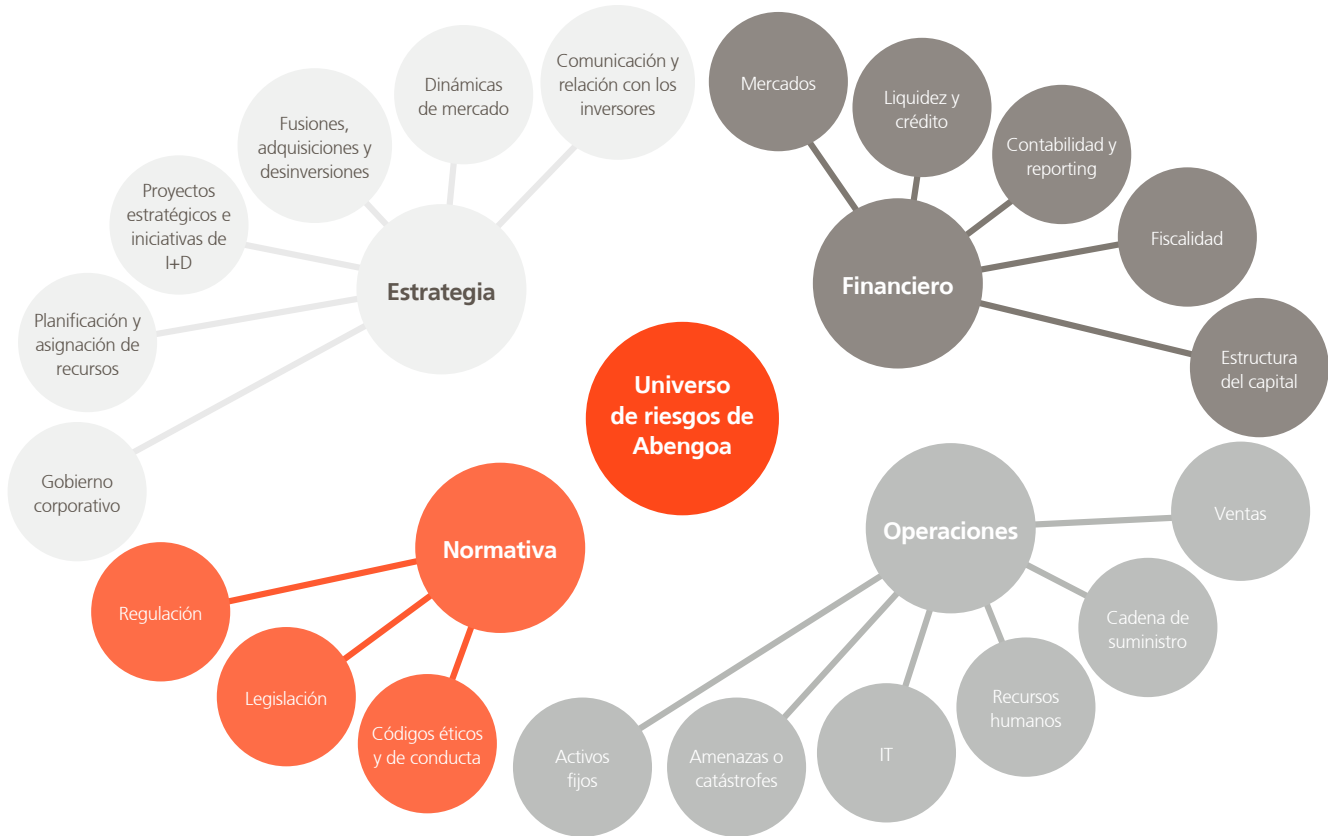 Comunicación y
relación con los
inversores
Dinámicas
de mercado
Fusiones,
adquisiciones y
desinversiones
Proyectos
estratégicos e
iniciativas de
I+D
Planificación y
asignación de
recursos
Gobierno
corporativo
Estrategia
Mercados
Liquidez y
crédito
Contabilidad y
reporting
Fiscalidad
Estructura
del capital
Financiero
Universo
de riesgos de
Abengoa
Normativa
Regulación
Legislación
Códigos éticos
y de conducta
Operaciones
Ventas
Cadena de
suministro
Recursos
humanos
IT
Amenazas o
catástrofes
Activos
fijos